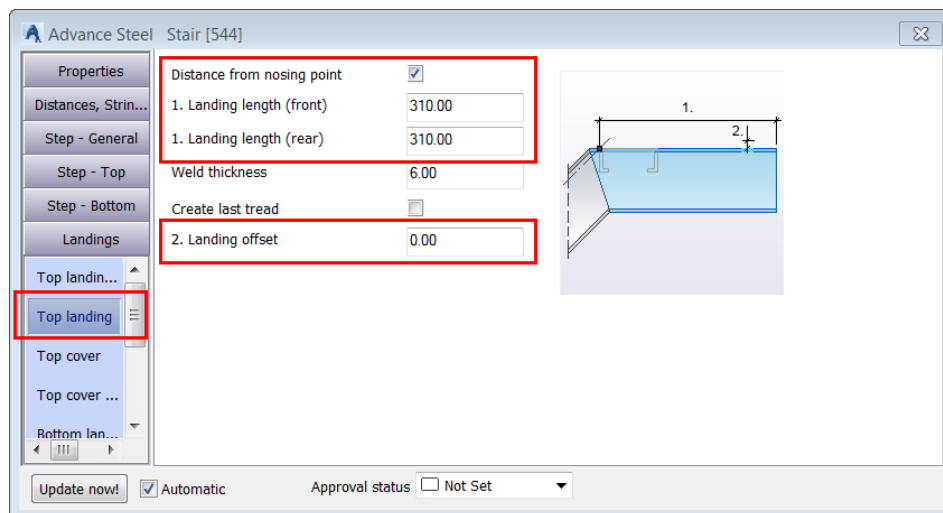 Advance Steel Stair [544]
Properties
Distances, Strin...
Step - General
Step - Top
Step - Bottom
Landings
Top landin...
Top landing
Top cover
Top cover ...
Bottom lan...
Distance from nosing point
1. Landing length (front) 310.00
1. Landing length (rear) 310.00
Weld thickness 6.00
Create last tread
2. Landing offset 0.00
1.
2.
Update now! Automatic Approval status Not Set